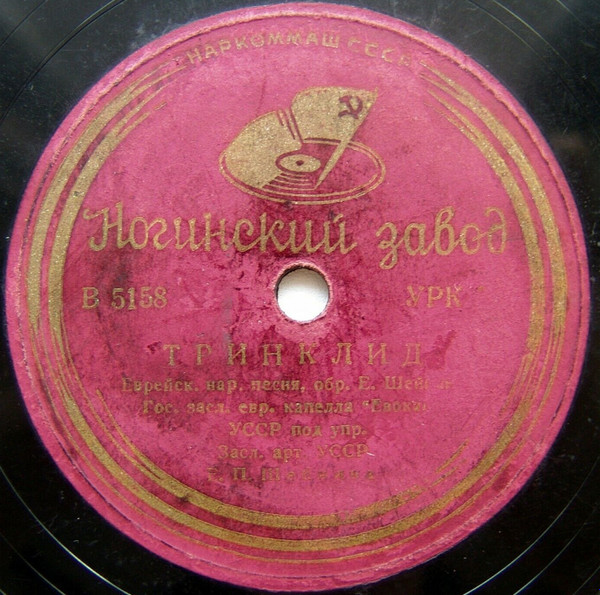 НАРКОММАШ СССР
Ногинский завод
В 5158 УРК
ТРИНКЛИД
Еврейск. нар. песня, обр. Е.
Гос. засл. евр. капелла
УССР под упр.
Засл. арт. УССР
П.